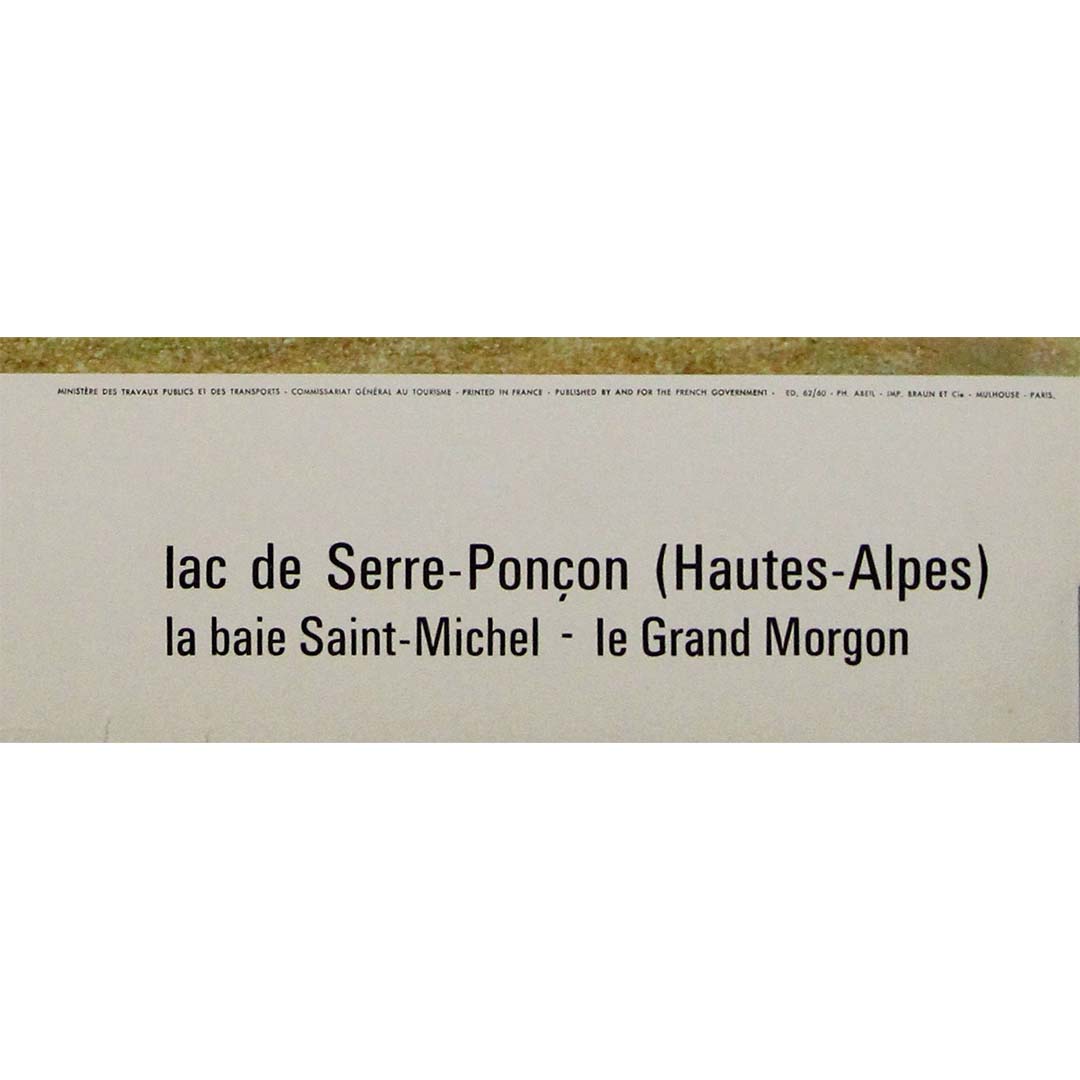 MINISTÈRE DES TRAVAUX PUBLICS ET DES TRANSPORTS - COMMISSARIAT GÉNÉRAL AU TOURISME - PRINTED IN FRANCE - PUBLISHED BY AND FOR THE FRENCH GOVERNMENT - ED. 62/60 - PH. ABEIL - IMP. BRAUN ET Cie - MULHOUSE - PARIS.
lac de Serre-Ponçon (Hautes-Alpes)
la baie Saint-Michel - le Grand Morgon